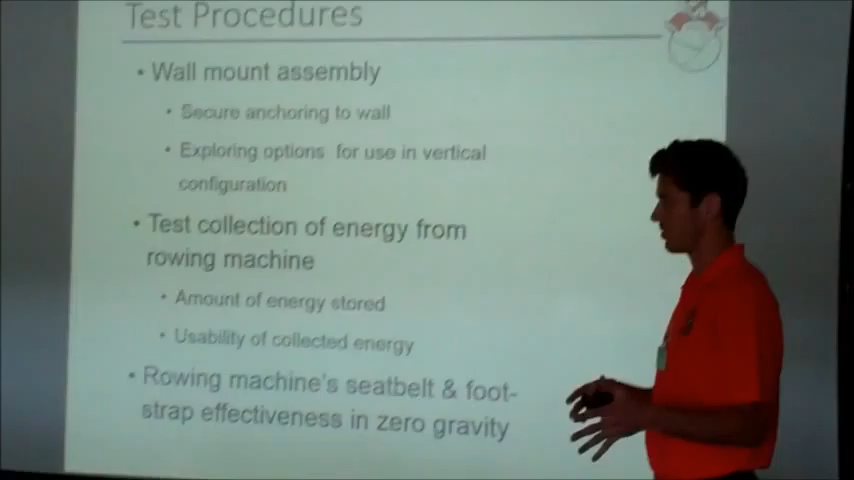 Test Procedures
• Wall mount assembly
• Secure anchoring to wall
• Exploring options for use in vertical
configuration
• Test collection of energy from
rowing machine
• Amount of energy stored
• Usability of collected energy
• Rowing machine's seatbelt & foot-
strap effectiveness in zero gravity